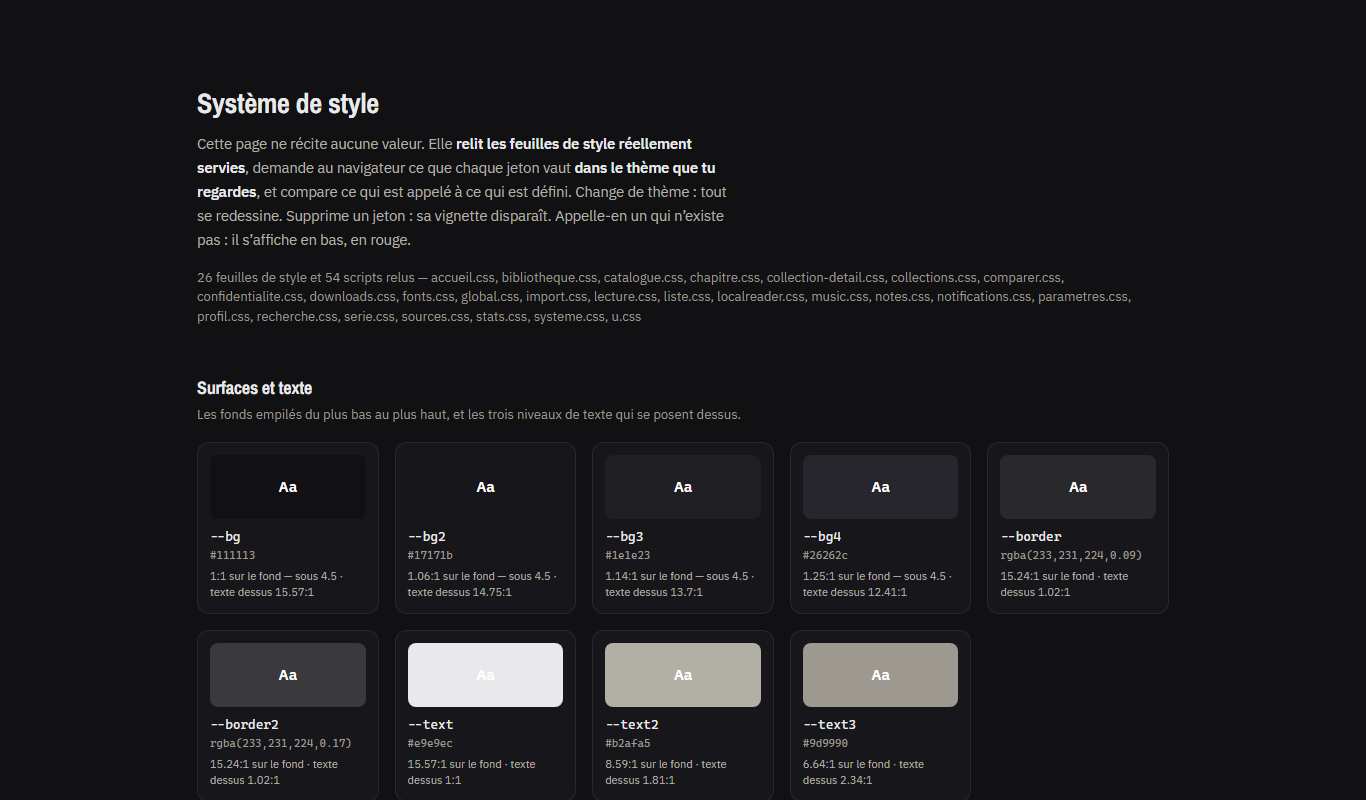 Système de style
Cette page ne récite aucune valeur. Elle relit les feuilles de style réellement
servies, demande au navigateur ce que chaque jeton vaut dans le thème que tu
regardes, et compare ce qui est appelé à ce qui est défini. Change de thème : tout
se redessine. Supprime un jeton : sa vignette disparaît. Appelle-en un qui n’existe
pas : il s’affiche en bas, en rouge.
26 feuilles de style et 54 scripts relus — accueil.css, bibliotheque.css, catalogue.css, chapitre.css, collection-detail.css, collections.css, comparer.css,
confidentialite.css, downloads.css, fonts.css, global.css, import.css, lecture.css, liste.css, localreader.css, music.css, notes.css, notifications.css, parametres.css,
profil.css, recherche.css, serie.css, sources.css, stats.css, systeme.css, u.css
Surfaces et texte
Les fonds empilés du plus bas au plus haut, et les trois niveaux de texte qui se posent dessus.
Aa
--bg
#111113
1:1 sur le fond — sous 4.5 ·
texte dessus 15.57:1
Aa
--bg2
#17171b
1.06:1 sur le fond — sous 4.5 ·
texte dessus 14.75:1
Aa
--bg3
#1e1e23
1.14:1 sur le fond — sous 4.5 ·
texte dessus 13.7:1
Aa
--bg4
#26262c
1.25:1 sur le fond — sous 4.5 ·
texte dessus 12.41:1
Aa
--border
rgba(233,231,224,0.09)
15.24:1 sur le fond · texte
dessus 1.02:1
Aa
--border2
rgba(233,231,224,0.17)
15.24:1 sur le fond · texte
dessus 1.02:1
Aa
--text
#e9e9ec
15.57:1 sur le fond · texte
dessus 1:1
Aa
--text2
#b2afa5
8.59:1 sur le fond · texte
dessus 1.81:1
Aa
--text3
#9d9990
6.64:1 sur le fond · texte
dessus 2.34:1